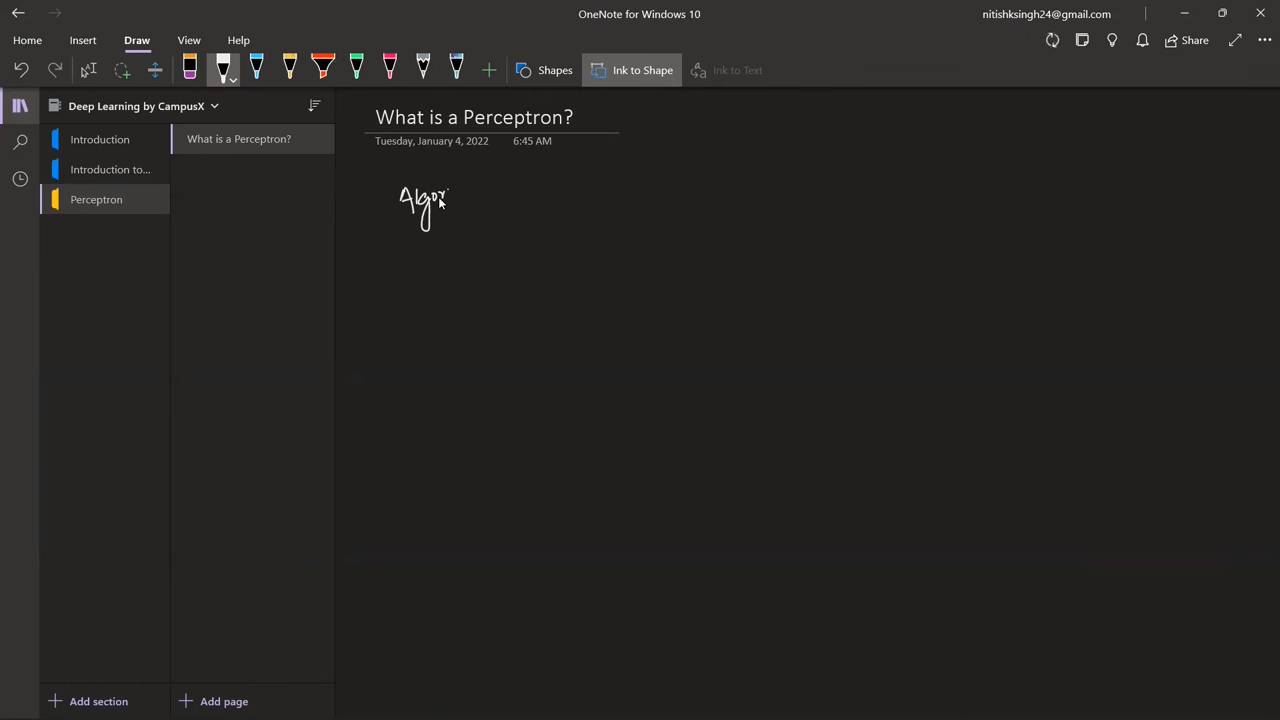 OneNote for Windows 10
nitishksingh24@gmail.com
Home
Insert
Draw
View
Help
Shapes
Ink to Shape
Ink to Text
Share
Deep Learning by CampusX
Introduction
Introduction to...
Perceptron
What is a Perceptron?
What is a Perceptron?
Tuesday, January 4, 2022 6:45 AM
Algor
Add section
Add page